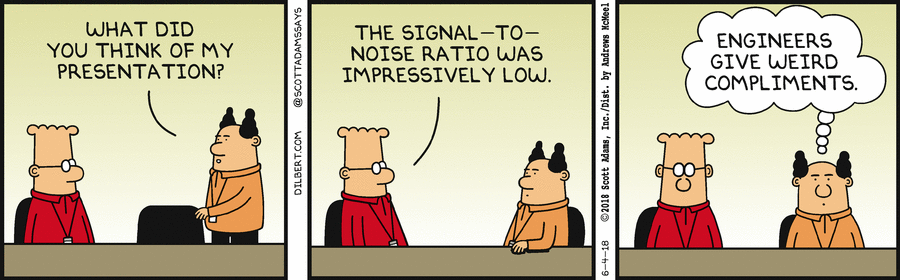 WHAT DID
YOU THINK OF MY
PRESENTATION?
DILBERT.COM @SCOTTADAMSSAYS
THE SIGNAL-TO-
NOISE RATIO WAS
IMPRESSIVELY LOW.
6-4-18 ©2018 Scott Adams, Inc./Dist. by Andrews McMeel
ENGINEERS
GIVE WEIRD
COMPLIMENTS.